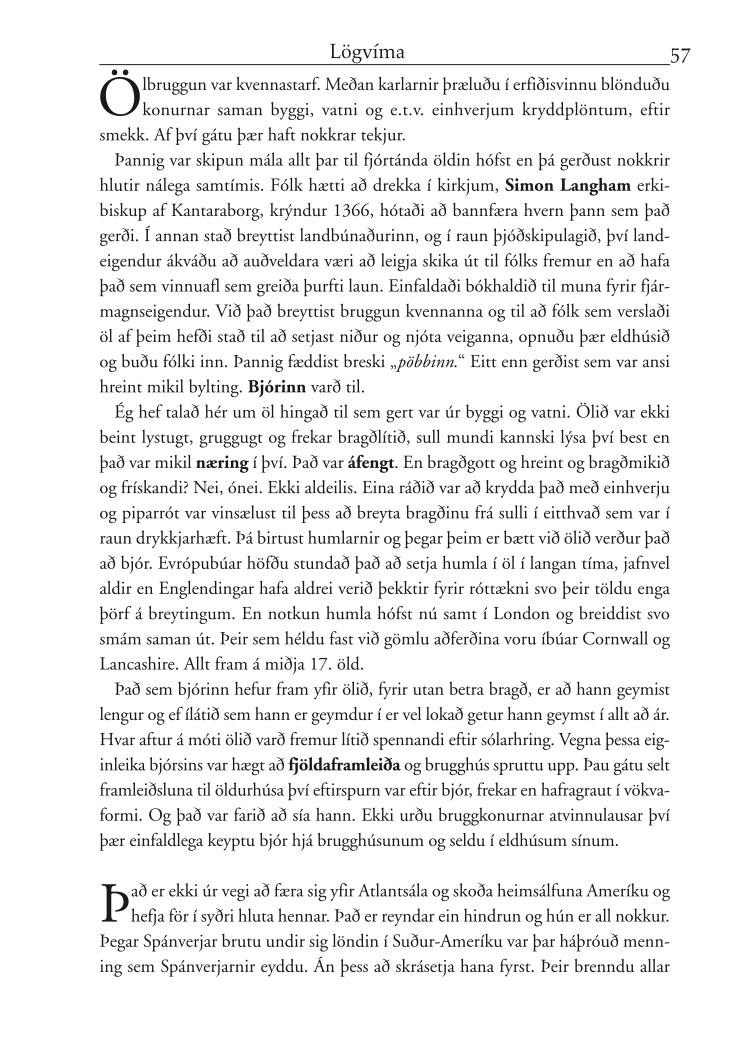 Lögvíma
57
Ölbruggun var kvennastarf. Meðan karlarnir þræluðu í erfiðisvinnu blönduðu
konurnar saman byggi, vatni og e.t.v. einhverjum kryddplöntum, eftir
smekk. Af því gátu þær haft nokkrar tekjur.
Þannig var skipun mála allt þar til fjórtánda öldin hófst en þá gerðust nokkrir
hlutir nálega samtímis. Fólk hætti að drekka í kirkjum, Simon Langham erki-
biskup af Kantaraborg, krýndur 1366, hótaði að bannfæra hvern þann sem það
gerði. Í annan stað breyttist landbúnaðurinn, og í raun þjóðskipulagið, því land-
eigendur ákváðu að auðveldara væri að leigja skika út til fólks fremur en að hafa
það sem vinnuafl sem greiða þurfti laun. Einfaldaði bókhaldið til muna fyrir fjár-
magnseigendur. Við það breyttist bruggun kvennanna og til að fólk sem verslaði
öl af þeim hefði stað til að setjast niður og njóta veiganna, opnuðu þær eldhúsið
og buðu fólki inn. Þannig fæddist breski „pöbbinn.“ Eitt enn gerðist sem var ansi
hreint mikil bylting. Bjórinn varð til.
Ég hef talað hér um öl hingað til sem gert var úr byggi og vatni. Ölið var ekki
beint lystugt, gruggugt og frekar bragðlítið, sull mundi kannski lýsa því best en
það var mikil næring í því. Það var áfengt. En bragðgott og hreint og bragðmikið
og frískandi? Nei, ónei. Ekki aldeilis. Eina ráðið var að krydda það með einhverju
og piparrót var vinsælust til þess að breyta bragðinu frá sulli í eitthvað sem var í
raun drykkjarhæft. Þá birtust humlarnir og þegar þeim er bætt við ölið verður það
að bjór. Evrópubúar höfðu stundað það að setja humla í öl í langan tíma, jafnvel
aldir en Englendingar hafa aldrei verið þekktir fyrir róttækni svo þeir töldu enga
þörf á breytingum. En notkun humla hófst nú samt í London og breiddist svo
smám saman út. Þeir sem héldu fast við gömlu aðferðina voru íbúar Cornwall og
Lancashire. Allt fram á miðja 17. öld.
Það sem bjórinn hefur fram yfir ölið, fyrir utan betra bragð, er að hann geymist
lengur og ef ílátið sem hann er geymdur í er vel lokað getur hann geymst í allt að ár.
Hvar aftur á móti ölið varð fremur lítið spennandi eftir sólarhring. Vegna þessa eig-
inleika bjórsins var hægt að fjöldaframleiða og brugghús spruttu upp. Þau gátu selt
framleiðsluna til öldurhúsa því eftirspurn var eftir bjór, frekar en hafragraut í vökva-
formi. Og það var farið að sía hann. Ekki urðu bruggkonurnar atvinnulausar því
þær einfaldlega keyptu bjór hjá brugghúsunum og seldu í eldhúsum sínum.
Það er ekki úr vegi að færa sig yfir Atlantsála og skoða heimsálfuna Ameríku og
hefja för í syðri hluta hennar. Það er reyndar ein hindrun og hún er all nokkur.
Þegar Spánverjar brutu undir sig löndin í Suður-Ameríku var þar háþróuð menn-
ing sem Spánverjarnir eyddu. Án þess að skrásetja hana fyrst. Þeir brenndu allar